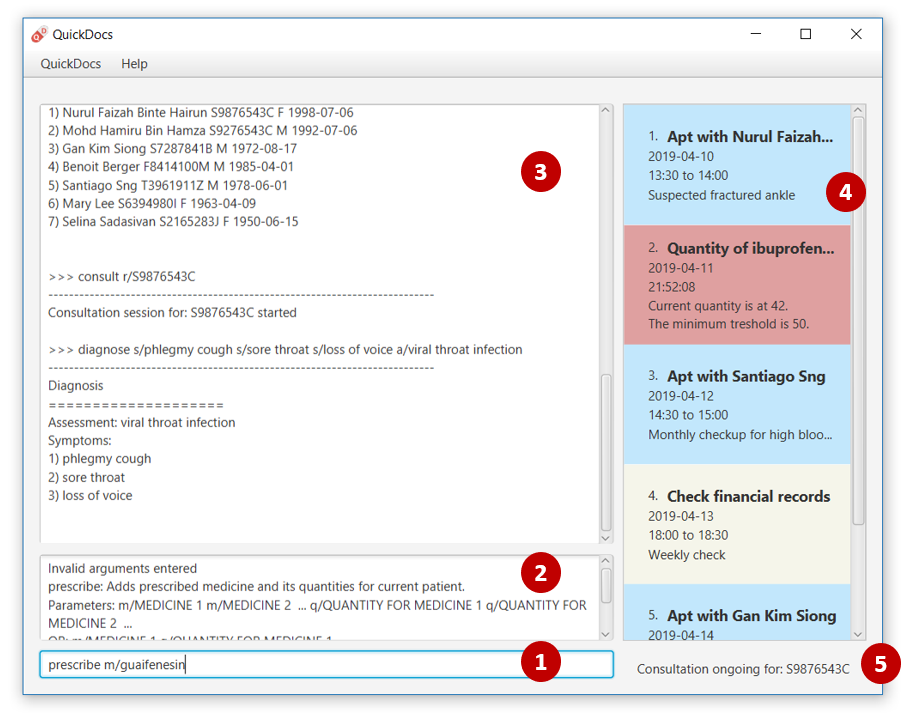 QuickDocs
QuickDocs Help
1) Nurul Faizah Binte Hairun S9876543C F 1998-07-06
2) Mohd Hamiru Bin Hamza S9276543C M 1992-07-06
3) Gan Kim Siong S7287841B M 1972-08-17
4) Benoit Berger F8414100M M 1985-04-01
5) Santiago Sng T3961911Z M 1978-06-01
6) Mary Lee S6394980I F 1963-04-09
7) Selina Sadasivan S2165283J F 1950-06-15
>>> consult r/S9876543C
--------------------------------------------------------------------------
Consultation session for: S9876543C started
>>> diagnose s/phlegmy cough s/sore throat s/loss of voice a/viral throat infection
--------------------------------------------------------------------------
Diagnosis
====================
Assessment: viral throat infection
Symptoms:
1) phlegmy cough
2) sore throat
3) loss of voice
3
Invalid arguments entered
prescribe: Adds prescribed medicine and its quantities for current patient.
Parameters: m/MEDICINE 1 m/MEDICINE 2 ... q/QUANTITY FOR MEDICINE 1 q/QUANTITY FOR
MEDICINE 2 ...
OR: m/MEDICINE 1 q/QUANTITY FOR MEDICINE 1
2
prescribe m/guaifenesin
1
1. Apt with Nurul Faizah...
2019-04-10
13:30 to 14:00
Suspected fractured ankle
4
2. Quantity of ibuprofen...
2019-04-11
21:52:08
Current quantity is at 42.
The minimum treshold is 50.
3. Apt with Santiago Sng
2019-04-12
14:30 to 15:00
Monthly checkup for high bloo...
4. Check financial records
2019-04-13
18:00 to 18:30
Weekly check
5. Apt with Gan Kim Siong
2019-04-14
Consultation ongoing for: S9876543C
5